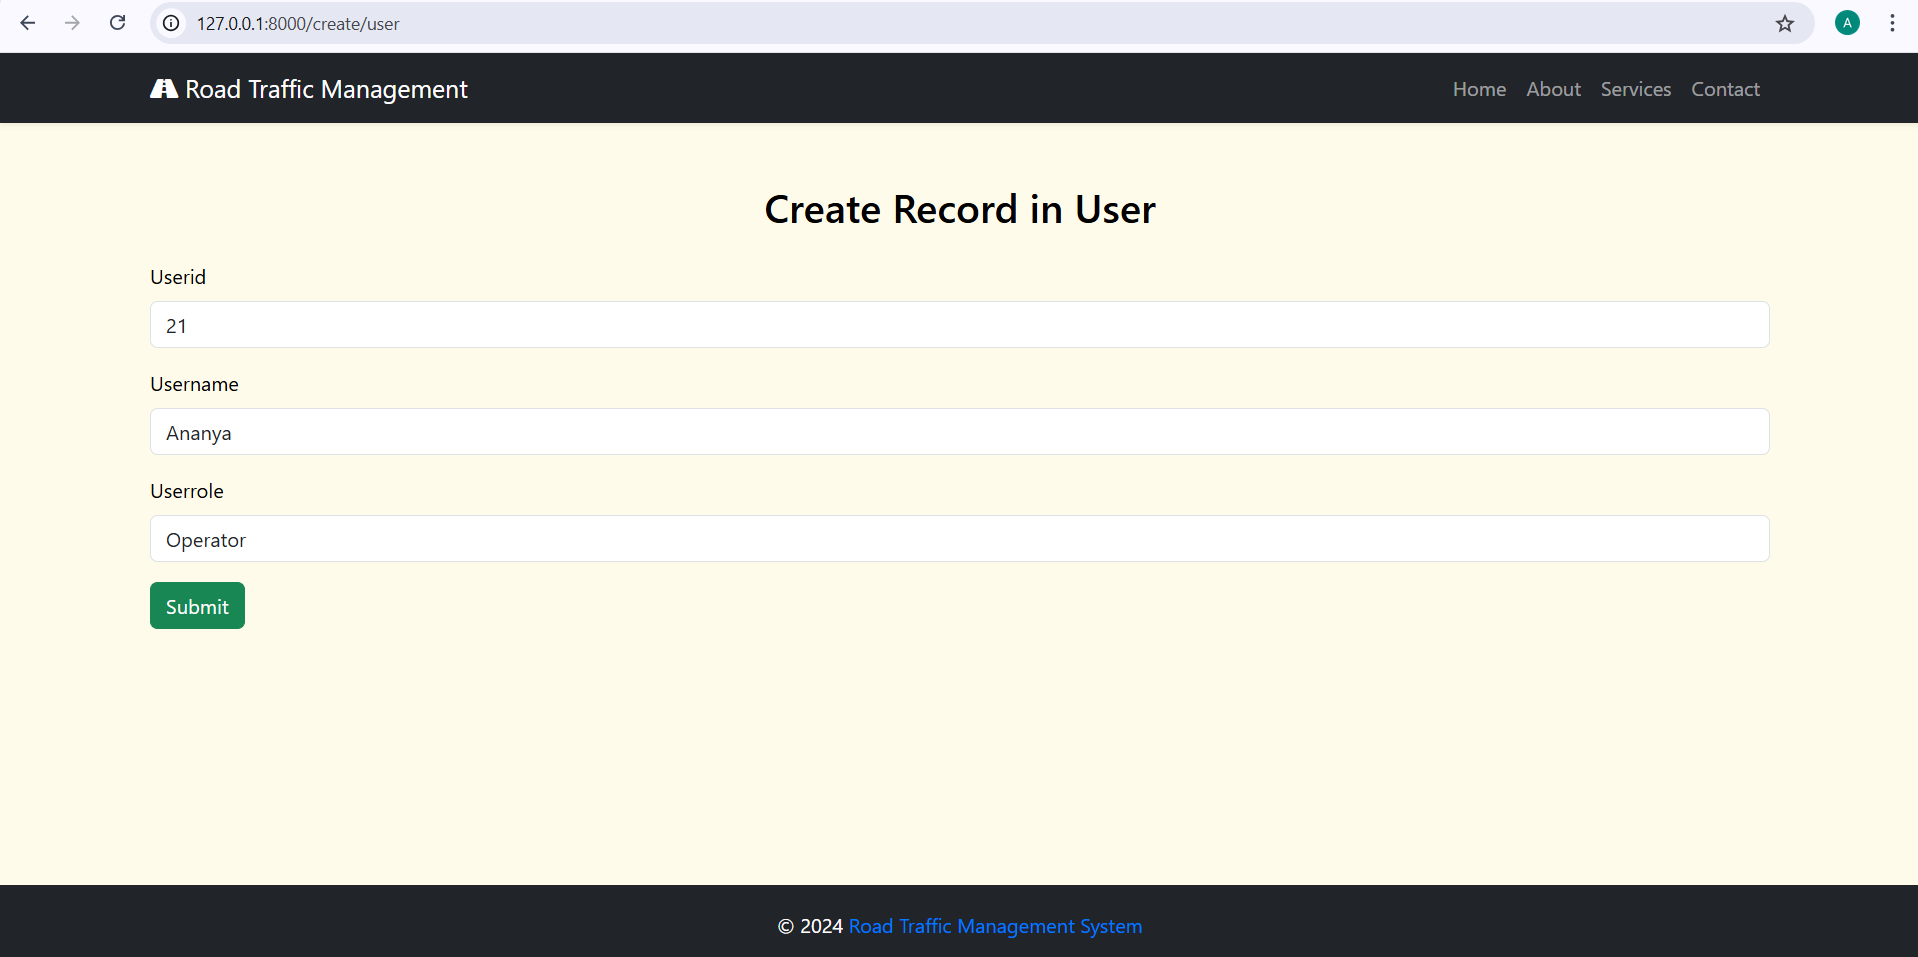 127.0.0.1:8000/create/user
A
Road Traffic Management
Home About Services Contact
Create Record in User
Userid
21
Username
Ananya
Userrole
Operator
Submit
© 2024 Road Traffic Management System